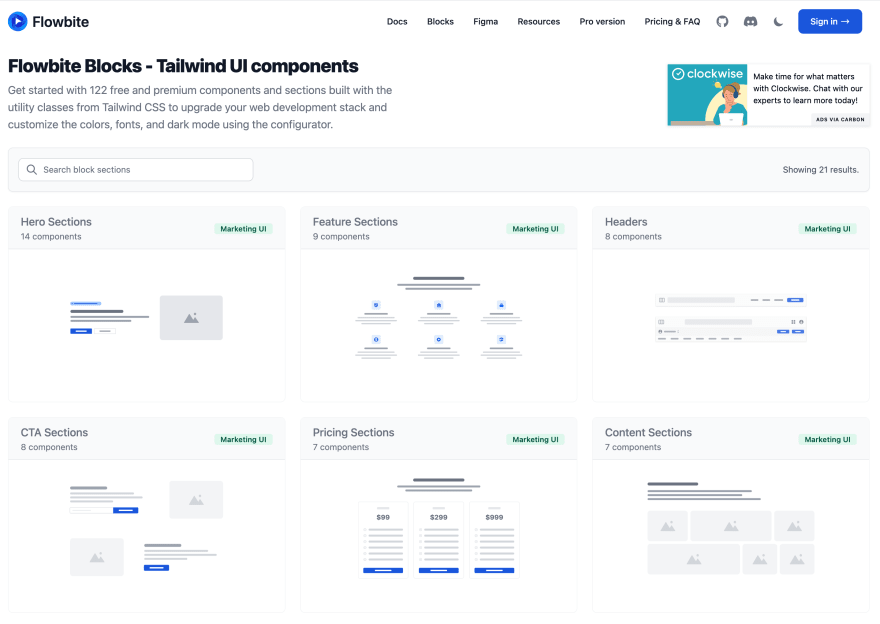 Flowbite
Docs
Blocks
Figma
Resources
Pro version
Pricing & FAQ
Sign in →
Flowbite Blocks - Tailwind UI components
Get started with 122 free and premium components and sections built with the
utility classes from Tailwind CSS to upgrade your web development stack and
customize the colors, fonts, and dark mode using the configurator.
clockwise
Make time for what matters
with Clockwise. Chat with our
experts to learn more today!
ADS VIA CARBON
Search block sections
Showing 21 results.
Hero Sections
14 components
Marketing UI
Feature Sections
9 components
Marketing UI
Headers
8 components
Marketing UI
CTA Sections
8 components
Marketing UI
Pricing Sections
7 components
Marketing UI
$99
$299
$999
Content Sections
7 components
Marketing UI